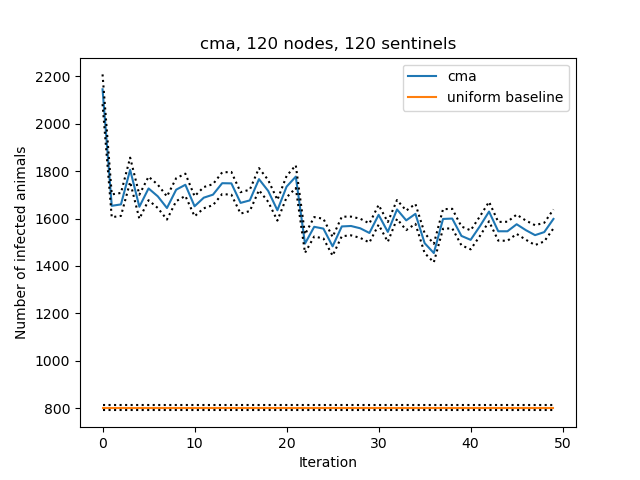 cma, 120 nodes, 120 sentinels
cma
uniform baseline
Number of infected animals
2200
2000
1800
1600
1400
1200
1000
800
0 10 20 30 40 50
Iteration